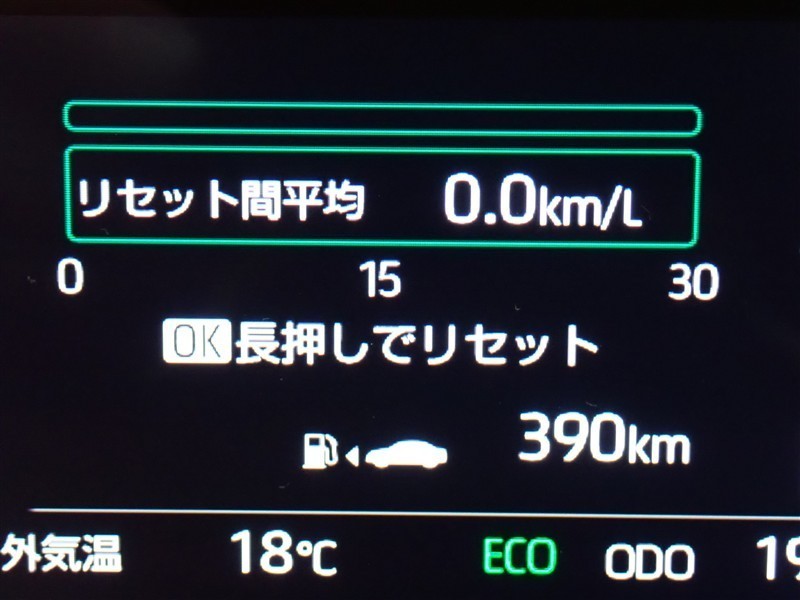 リセット間平均 0.0km/L
0 15 30
OK長押しでリセット
390km
外気温 18℃ ECO ODO 19